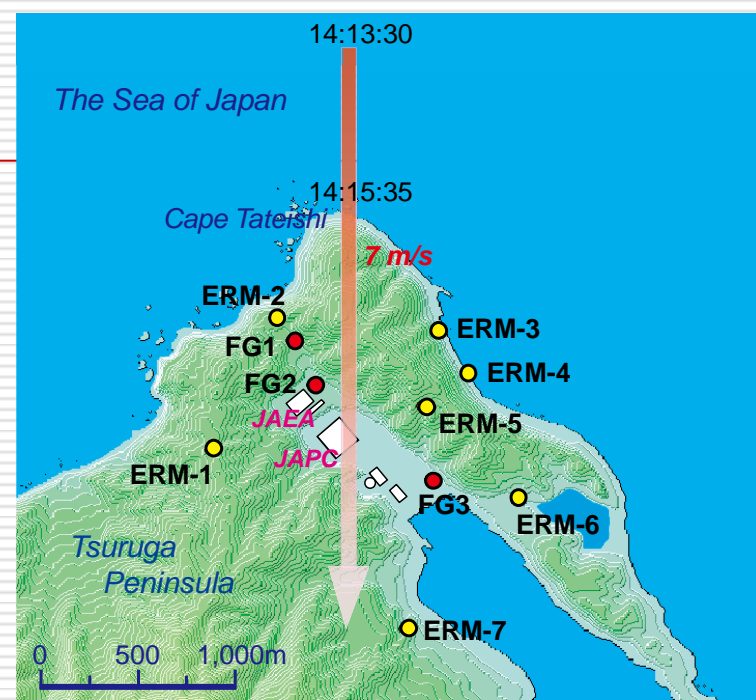 14:13:30
The Sea of Japan
14:15:35
Cape Tateishi
7 m/s
ERM-2
ERM-3
FG1
ERM-4
FG2
JAEA
ERM-5
JAPC
ERM-1
FG3
ERM-6
Tsuruga
Peninsula
ERM-7
0 500 1,000m